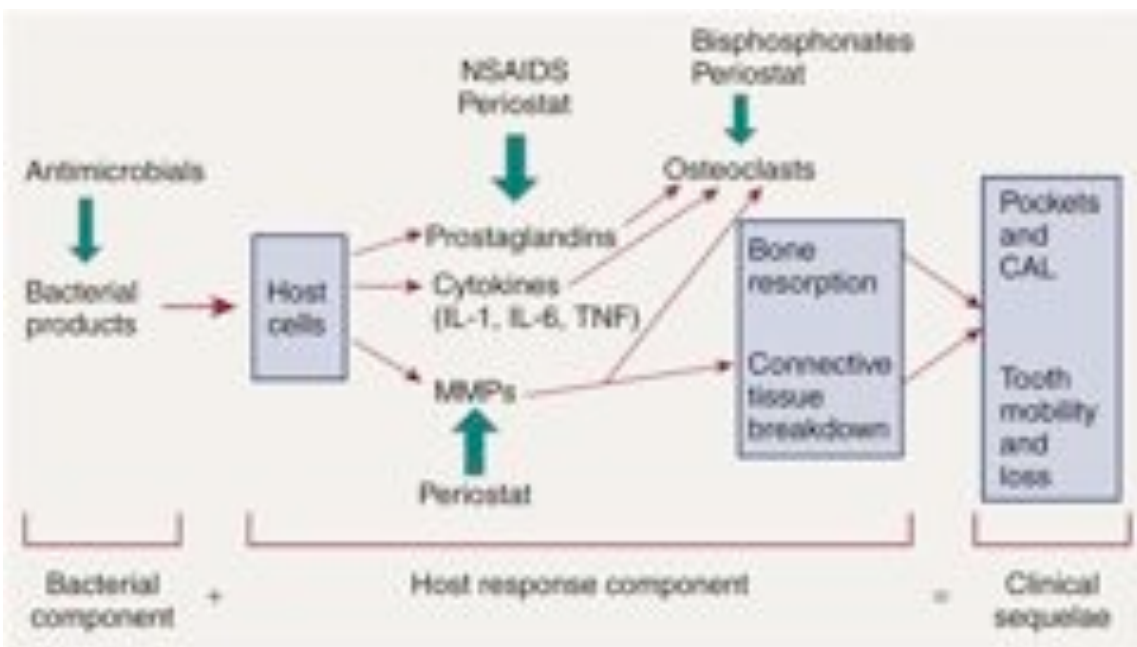 Bisphosphonates
Periostat
NSAIDS
Periostat
Antimicrobials
Osteoclasts
Prostaglandins
Cytokines
(IL-1, IL-6, TNF)
MMPs
Periostat
Bacterial
products
Host
cells
Bone
resorption
Connective
tissue
breakdown
Pockets
and
CAL
Tooth
mobility
and
loss
Bacterial
component
+
Host response component
=
Clinical
sequelae